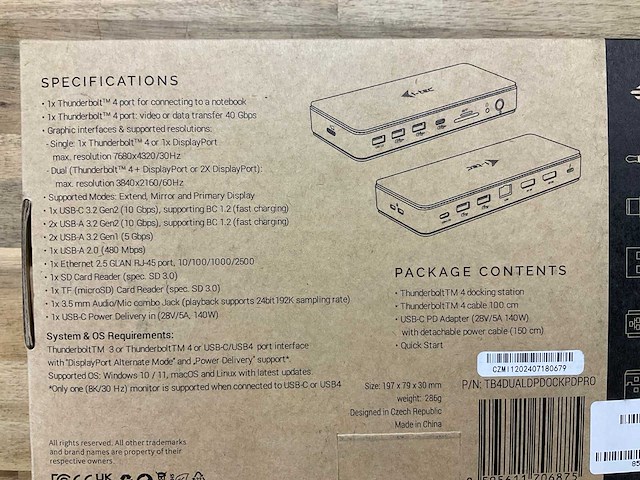 SPECIFICATIONS
• 1x Thunderbolt™ 4 port for connecting to a notebook
• 1x Thunderbolt™ 4 port: video or data transfer 40 Gbps
• Graphic interfaces & supported resolutions:
- Single: 1x Thunderbolt™ 4 or 1x DisplayPort
max. resolution 7680x4320/30Hz
- Dual (Thunderbolt™ 4 + DisplayPort or 2X DisplayPort):
max. resolution 3840x2160/60Hz
• Supported Modes: Extend, Mirror and Primary Display
• 1x USB-C 3.2 Gen2 (10 Gbps), supporting BC 1.2 (fast charging)
• 2x USB-A 3.2 Gen2 (10 Gbps), supporting BC 1.2 (fast charging)
• 2x USB-A 3.2 Gen1 (5 Gbps)
• 1x USB-A 2.0 (480 Mbps)
• 1x Ethernet 2.5 GLAN RJ-45 port, 10/100/1000/2500
• 1x SD Card Reader (spec. SD 3.0)
• 1x TF (microSD) Card Reader (spec. SD 3.0)
• 1x 3.5 mm Audio/Mic combo Jack (playback supports 24bit192K sampling rate)
• 1x USB-C Power Delivery in (28V/5A, 140W)
System & OS Requirements:
ThunderboltTM 3 or ThunderboltTM 4 or USB-C/USB4 port interface
with "DisplayPort Alternate Mode" and „Power Delivery" support*.
Supported OS: Windows 10 / 11, macOS and Linux with latest updates
*Only one (8K/30 Hz) monitor is supported when connected to USB-C or USB4
All rights reserved. All other trademarks
and brand names are property of their
respective owners.
i-tec
i-tec
PACKAGE CONTENTS
• ThunderboltTM 4 docking station
• ThunderboltTM 4 cable 100 cm
• USB-C PD Adapter (28V/5A 140W)
with detachable power cable (150 cm)
• Quick Start
CZMI1202407180679
Size: 197 x 79 x 30 mm
weight: 286g
Designed in Czech Republic
Made in China
P/N: TB4DUALDPDOCKPDPRO
8 595611 706875
85